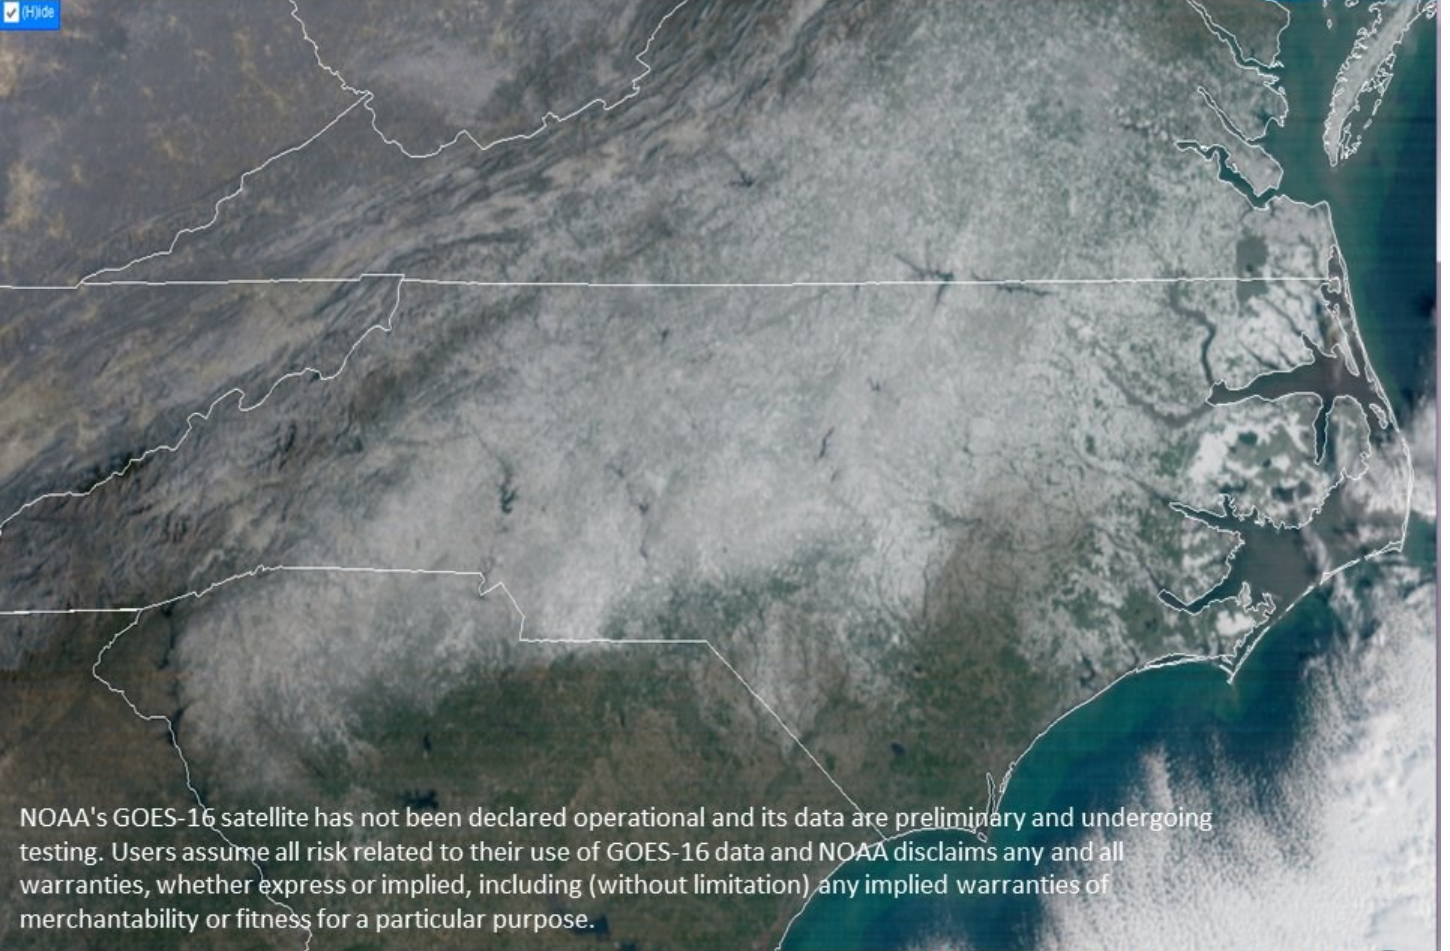 (H)ide
NOAA's GOES-16 satellite has not been declared operational and its data are preliminary and undergoing
testing. Users assume all risk related to their use of GOES-16 data and NOAA disclaims any and all
warranties, whether express or implied, including (without limitation) any implied warranties of
merchantability or fitness for a particular purpose.